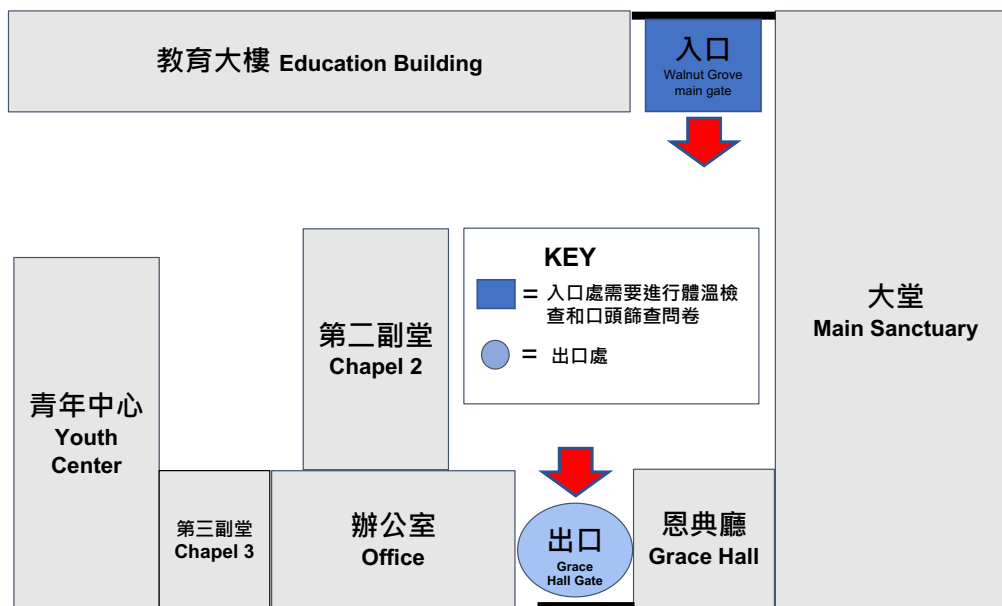 教育大樓 Education Building
入口
Walnut Grove
main gate
KEY
= 入口處需要進行體溫檢
查和口頭篩查問卷
= 出口處
大堂
Main Sanctuary
第二副堂
Chapel 2
青年中心
Youth
Center
第三副堂
Chapel 3
辦公室
Office
出口
Grace
Hall Gate
恩典廳
Grace Hall